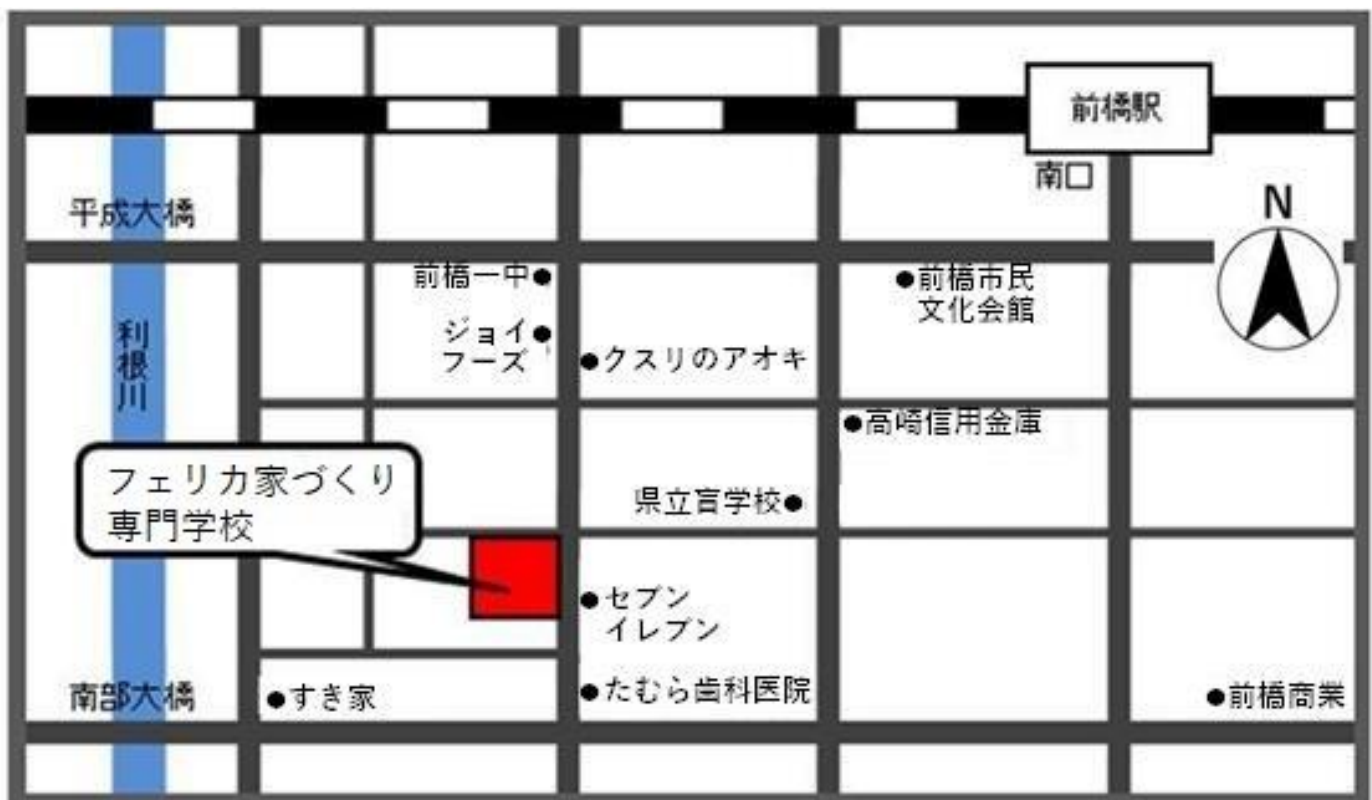 前橋駅
南口
N
平成大橋
前橋一中
前橋市民
文化会館
ジョイ
フーズ
クスリのアオキ
利根川
高崎信用金庫
フェリカ家づくり
専門学校
県立盲学校
セブン
イレブン
南部大橋
すき家
たむら歯科医院
前橋商業